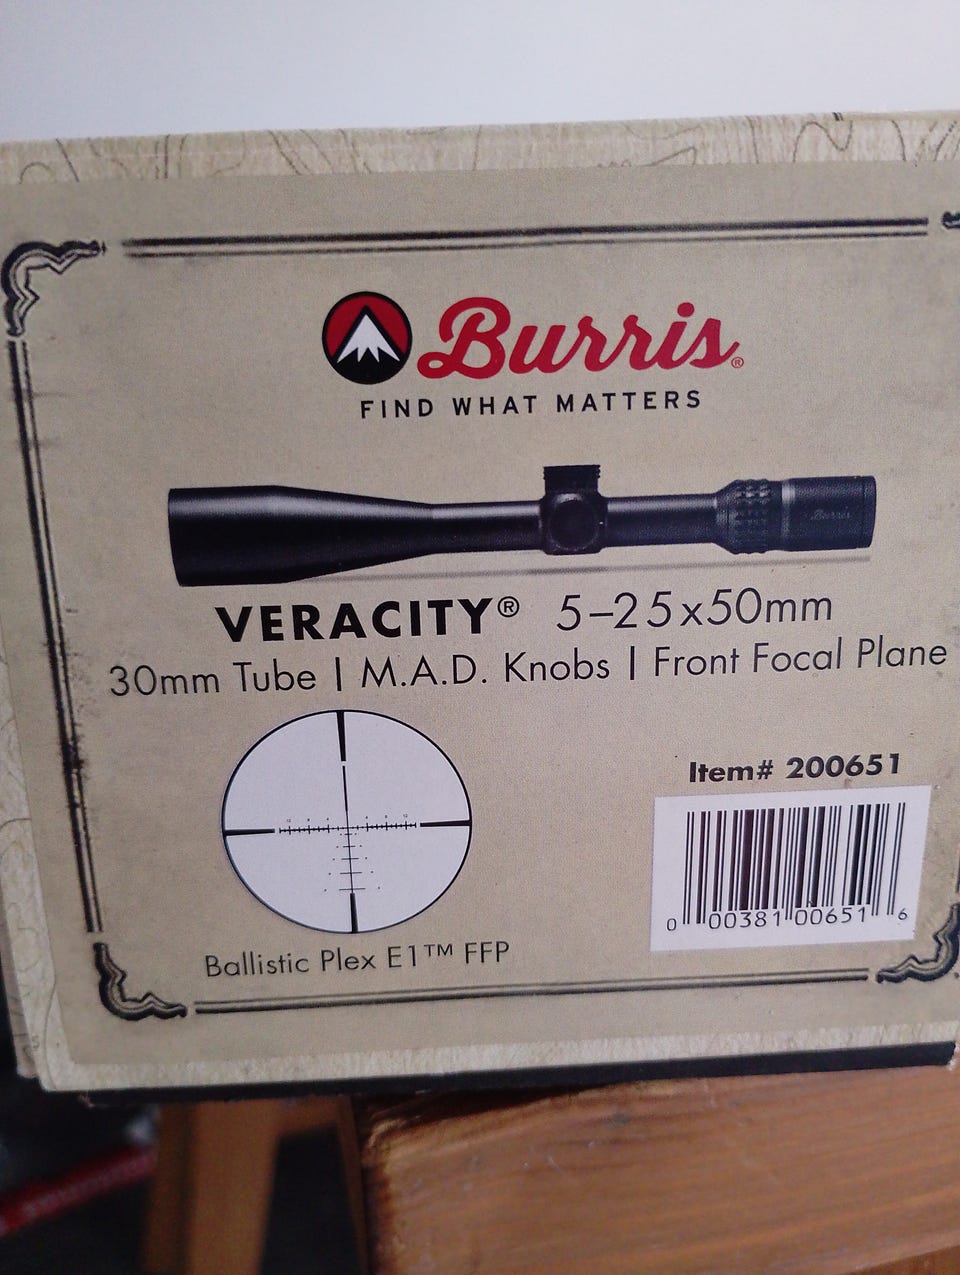 Burris®
FIND WHAT MATTERS
Burris
VERACITY® 5–25x50mm
30mm Tube | M.A.D. Knobs | Front Focal Plane
Item# 200651
0 00381 00651 6
Ballistic Plex E1™ FFP